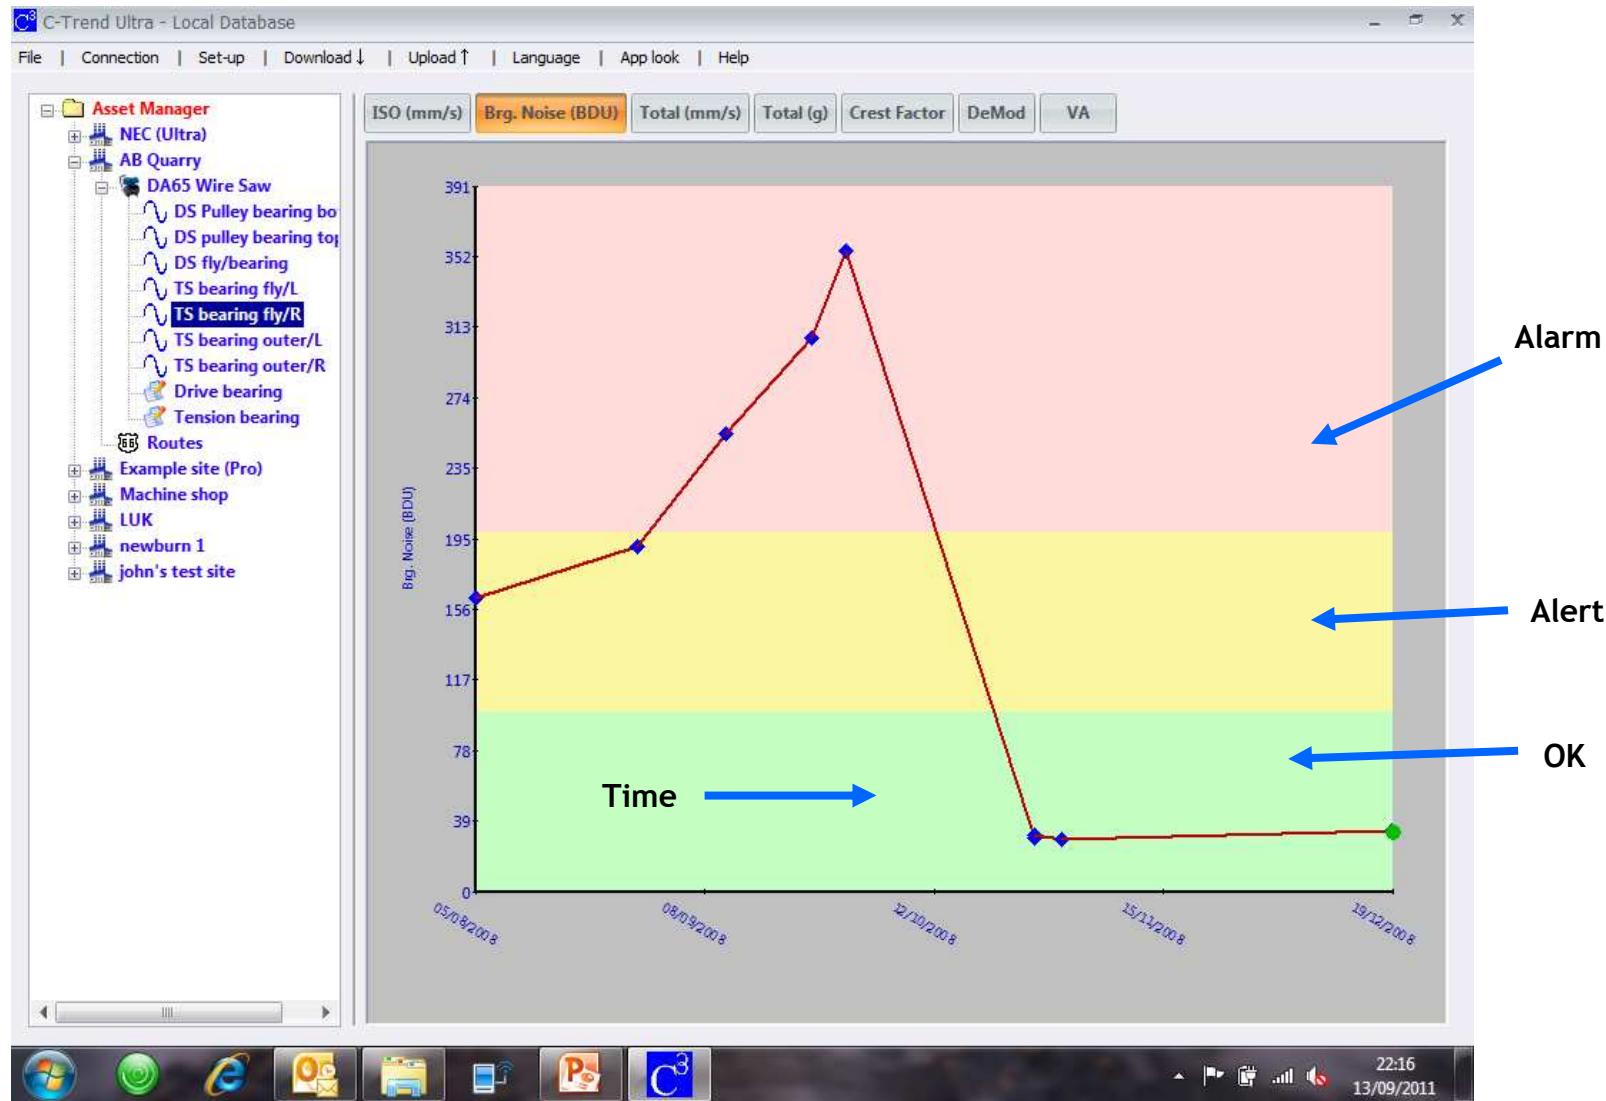 C³ C-Trend Ultra - Local Database
File | Connection | Set-up | Download↓ | Upload↑ | Language | App look | Help
Asset Manager
NEC (Ultra)
AB Quarry
DA65 Wire Saw
DS Pulley bearing bo
DS pulley bearing top
DS fly/bearing
TS bearing fly/L
TS bearing fly/R
TS bearing outer/L
TS bearing outer/R
Drive bearing
Tension bearing
66 Routes
Example site (Pro)
Machine shop
LUK
newburn 1
john's test site
ISO (mm/s) Brg. Noise (BDU) Total (mm/s) Total (g) Crest Factor DeMod VA
Brg. Noise (BDU)
391
352
313
274
235
195
156
117
78
39
0
05/08/2008 08/09/2008 12/10/2008 15/11/2008 19/12/2008
Alarm
Alert
OK
Time
C³
22:16
13/09/2011